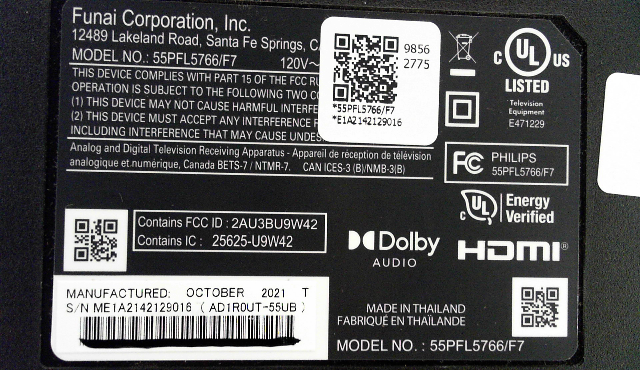 Funai Corporation, Inc.
12489 Lakeland Road, Santa Fe Springs,
MODEL NO.: 55PFL5766/F7 120V~
THIS DEVICE COMPLIES WITH PART 15 OF THE FCC
OPERATION IS SUBJECT TO THE FOLLOWING TWO
(1) THIS DEVICE MAY NOT CAUSE HARMFUL
(2) THIS DEVICE MUST ACCEPT ANY
INCLUDING INTERFERENCE THAT MAY CAUSE
Analog and Digital Television Receiving Apparatus - Appareil de réception de télévision
analogique et numérique, Canada BETS-7 / NTMR-7. CAN ICES-3 (B)/NMB-3(B)
9856
2775
*55PFL5766/F7
*E1A2142129016
C UL US
LISTED
Television
Equipment
E471229
FC PHILIPS
55PFL5766/F7
C UL Energy
Verified
Contains FCC ID : 2AU3BU9W42
Contains IC : 25625-U9W42
Dolby
AUDIO
HDMI®
MANUFACTURED: OCTOBER 2021 T
S/N ME1A2142129016 ( AD1R0UT-55UB )
MADE IN THAILAND
FABRIQUÉ EN THAÏLANDE
MODEL NO. : 55PFL5766/F7